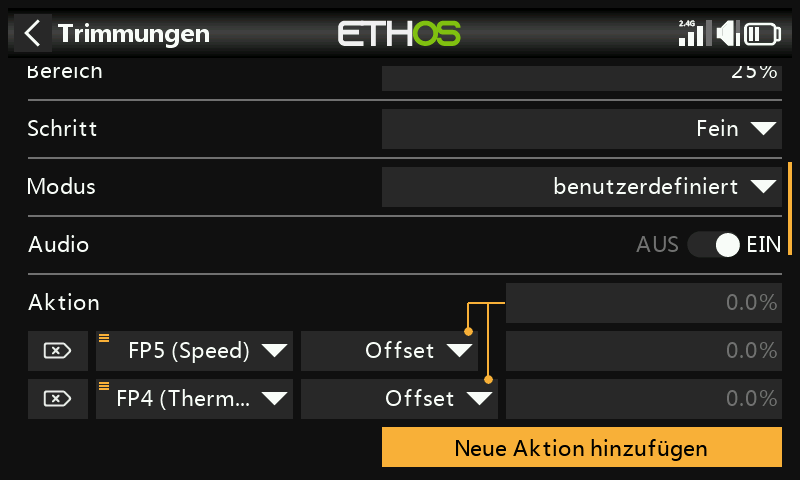 Trimmungen
ETHOS
2.4G
Bereich 25%
Schritt Fein
Modus benutzerdefiniert
Audio AUS EIN
Aktion 0.0%
FP5 (Speed) Offset 0.0%
FP4 (Therm... Offset 0.0%
Neue Aktion hinzufügen